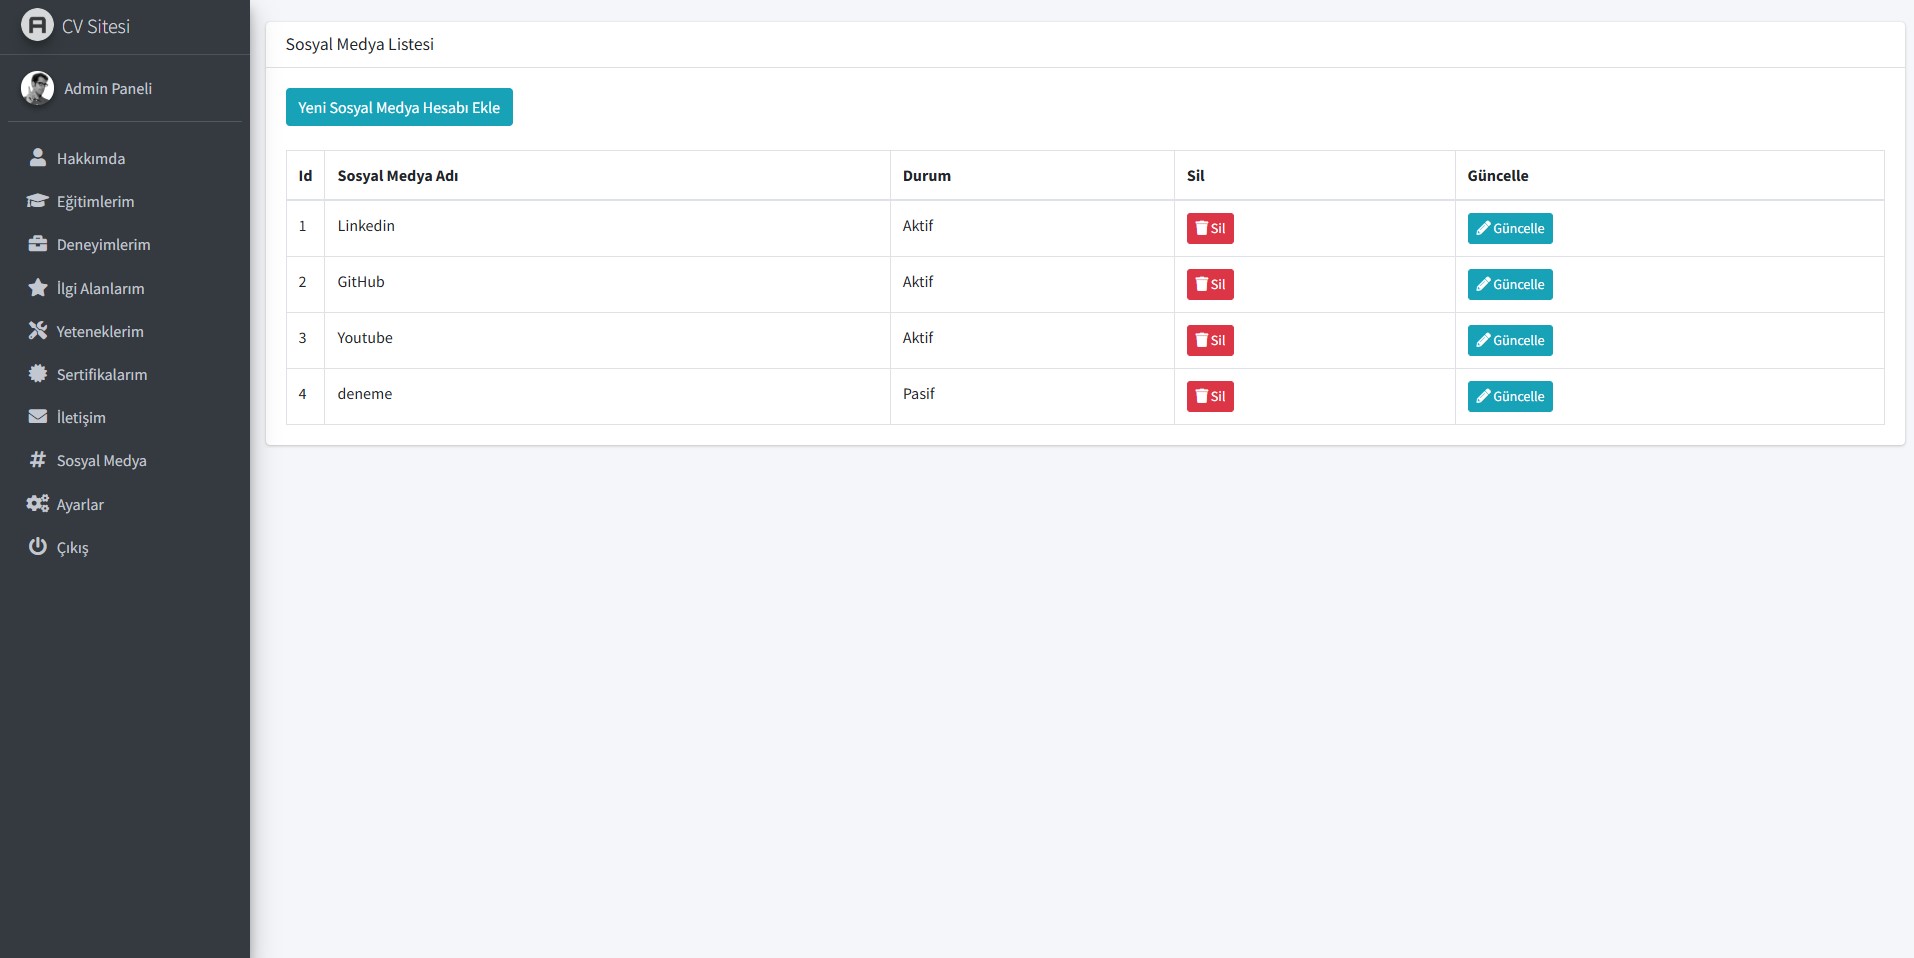 CV Sitesi
Admin Paneli
Hakkımda
Eğitimlerim
Deneyimlerim
İlgi Alanlarım
Yeteneklerim
Sertifikalarım
İletişim
Sosyal Medya
Ayarlar
Çıkış
Sosyal Medya Listesi
Yeni Sosyal Medya Hesabı Ekle
Id Sosyal Medya Adı Durum Sil Güncelle
1 Linkedin Aktif Sil Güncelle
2 GitHub Aktif Sil Güncelle
3 Youtube Aktif Sil Güncelle
4 deneme Pasif Sil Güncelle